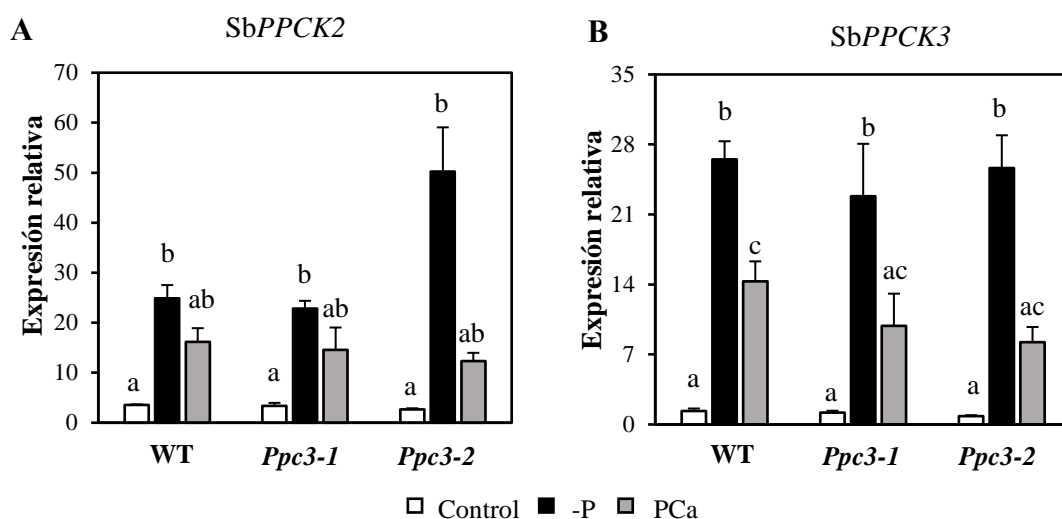 A
SbPPCK2
Expresión relativa
70
60
50
40
30
20
10
0
a
b
ab
a
b
ab
a
b
ab
WT
Ppc3-1
Ppc3-2
B
SbPPCK3
Expresión relativa
35
28
21
14
7
0
a
b
c
a
b
ac
a
b
ac
WT
Ppc3-1
Ppc3-2
Control
-P
PCa